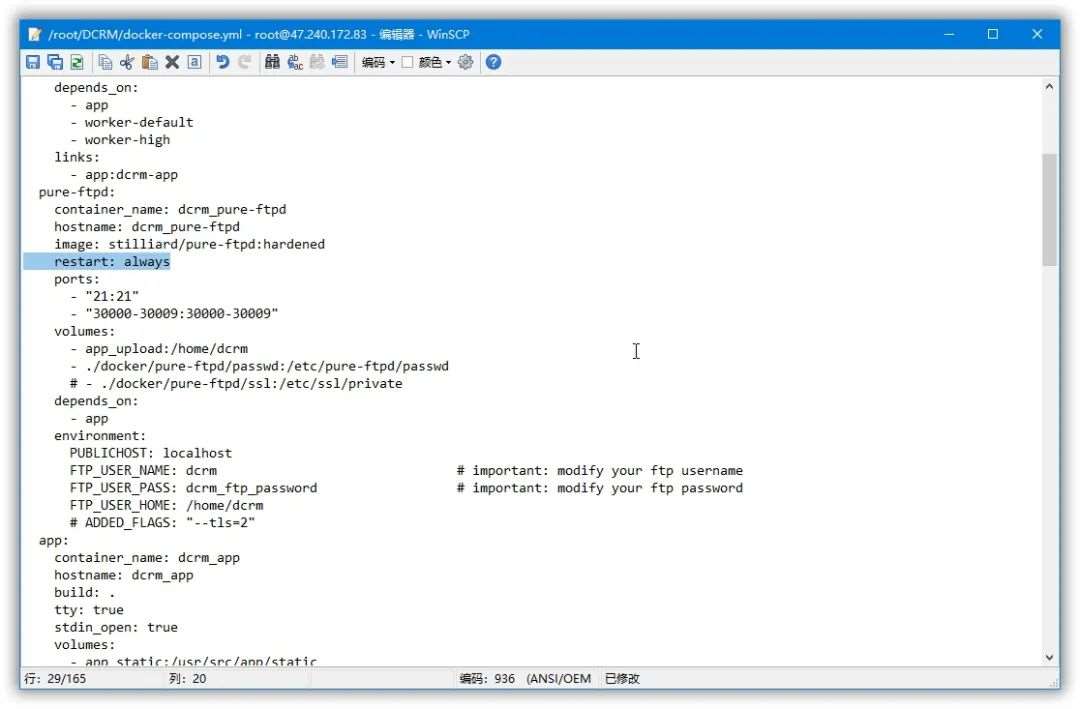 /root/DCRM/docker-compose.yml - root@47.240.172.83 - 编辑器 - WinSCP
编码 颜色
depends_on:
- app
- worker-default
- worker-high
links:
- app:dcrm-app
pure-ftpd:
container_name: dcrm_pure-ftpd
hostname: dcrm_pure-ftpd
image: stilliard/pure-ftpd:hardened
restart: always
ports:
- "21:21"
- "30000-30009:30000-30009"
volumes:
- app_upload:/home/dcrm
- ./docker/pure-ftpd/passwd:/etc/pure-ftpd/passwd
# - ./docker/pure-ftpd/ssl:/etc/ssl/private
depends_on:
- app
environment:
PUBLICHOST: localhost
FTP_USER_NAME: dcrm # important: modify your ftp username
FTP_USER_PASS: dcrm_ftp_password # important: modify your ftp password
FTP_USER_HOME: /home/dcrm
# ADDED_FLAGS: "--tls=2"
app:
container_name: dcrm_app
hostname: dcrm_app
build: .
tty: true
stdin_open: true
volumes:
- app_static:/usr/src/app/static
行: 29/165 列: 20 编码: 936 (ANSI/OEM 已修改